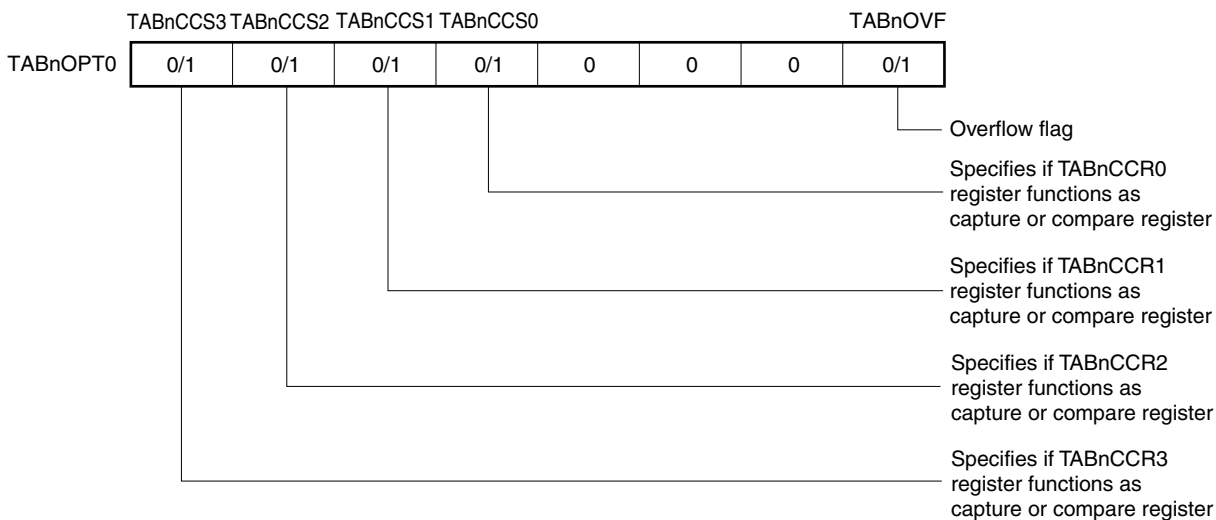 TABnCCS3 TABnCCS2 TABnCCS1 TABnCCS0 TABnOVF
TABnOPT0 0/1 0/1 0/1 0/1 0 0 0 0/1
Overflow flag
Specifies if TABnCCR0
register functions as
capture or compare register
Specifies if TABnCCR1
register functions as
capture or compare register
Specifies if TABnCCR2
register functions as
capture or compare register
Specifies if TABnCCR3
register functions as
capture or compare register